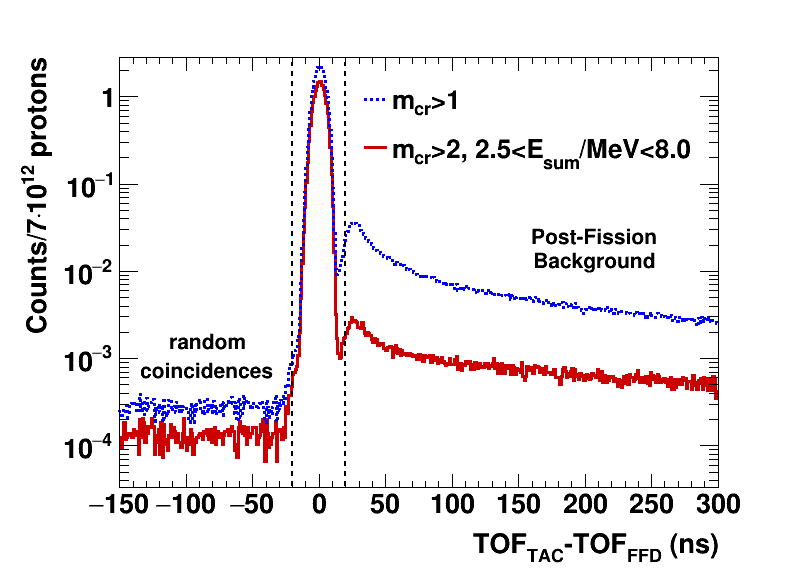 Counts/7·10¹² protons
1
10⁻¹
10⁻²
10⁻³
10⁻⁴
m_cr>1
m_cr>2, 2.5<E_sum/MeV<8.0
Post-Fission
Background
random
coincidences
−150 −100 −50 0 50 100 150 200 250 300
TOF_TAC-TOF_FFD (ns)